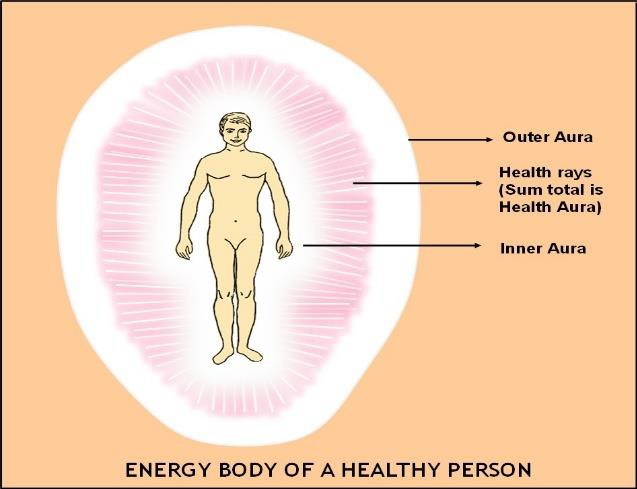 Outer Aura
Health rays
(Sum total is
Health Aura)
Inner Aura
ENERGY BODY OF A HEALTHY PERSON